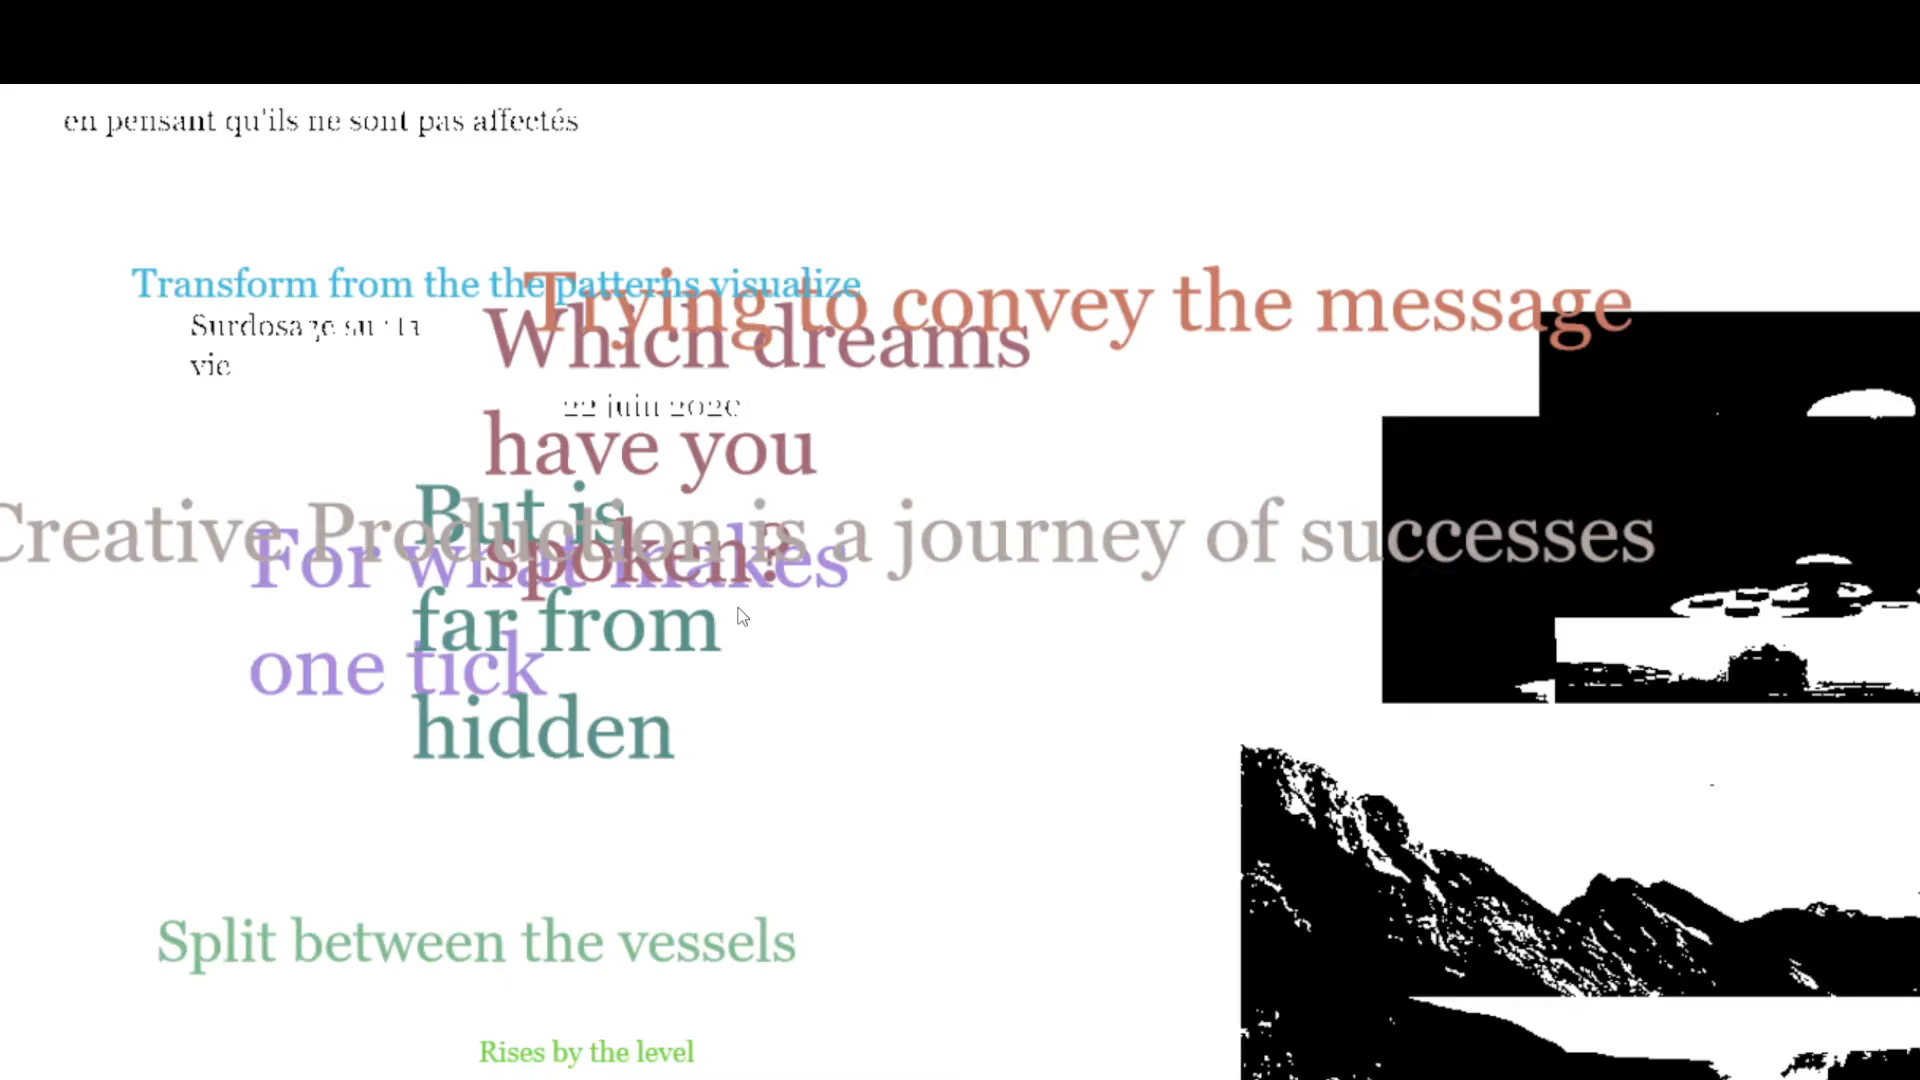 en pensant qu'ils ne sont pas affectés
Transform from the the patterns visualize
Trying to convey the message
Surdosage sur la
vie
Which dreams
have you
spoken?
22 juin 2020
Creative Production is a journey of successes
But is
far from
hidden
For what makes
one tick
Split between the vessels
Rises by the level